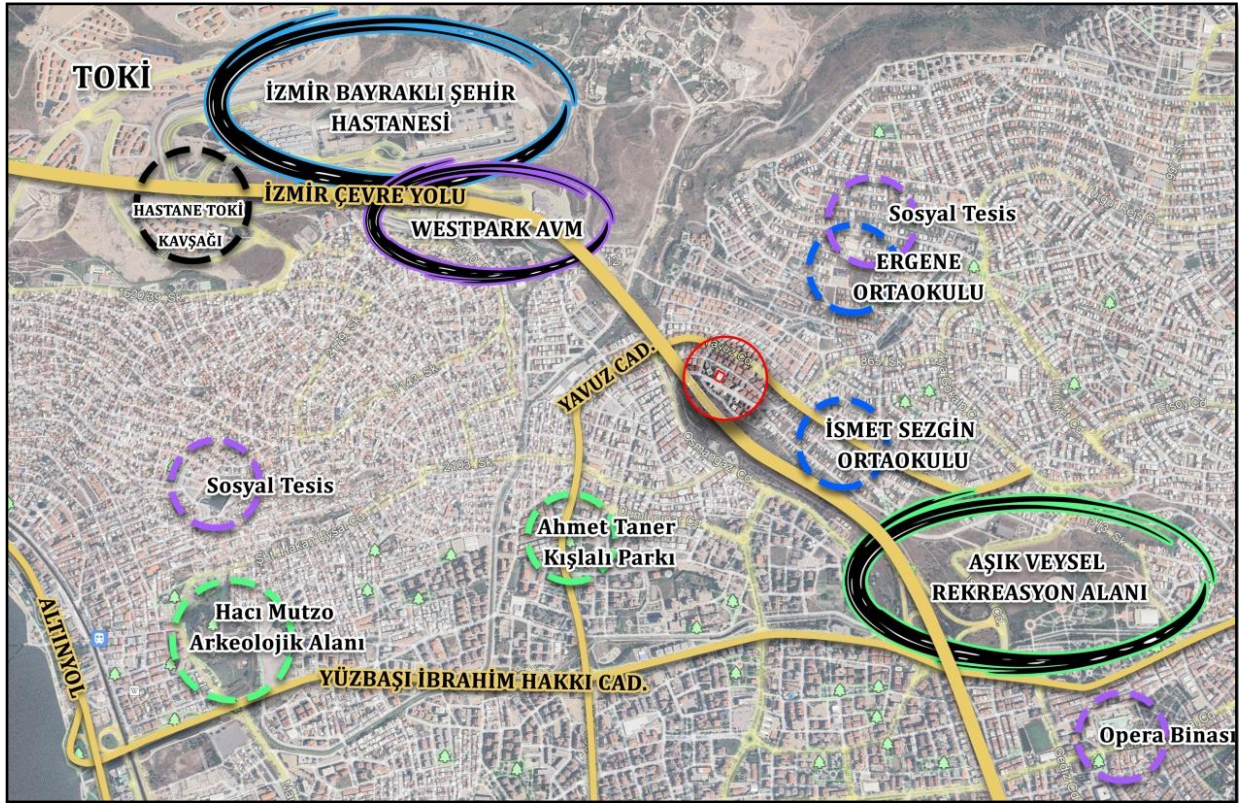 TOKİ
İZMİR BAYRAKLI ŞEHİR
HASTANESİ
İZMİR ÇEVRE YOLU
HASTANE TOKİ
KAVŞAĞI
WESTPARK AVM
Sosyal Tesis
ERGENE
ORTAOKULU
YAVUZ CAD.
İSMET SEZGİN
ORTAOKULU
Sosyal Tesis
Ahmet Taner
Kışlalı Parkı
AŞIK VEYSEL
REKREASYON ALANI
Hacı Mutzo
Arkeolojik Alanı
ALTINYOL
YÜZBAŞI İBRAHİM HAKKI CAD.
Opera Binası